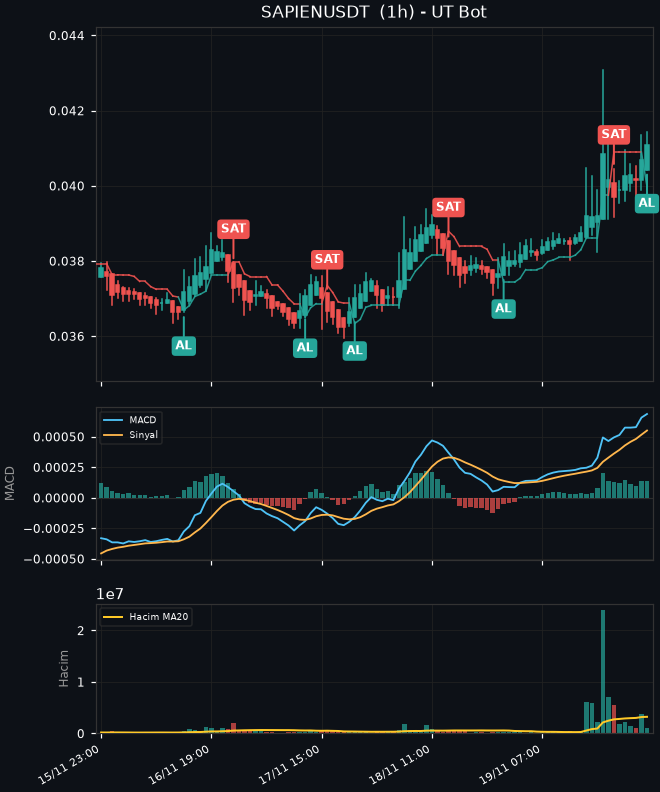 SAPIENUSDT (1h) - UT Bot
0.044
0.042
0.040
0.038
0.036
SAT
SAT
SAT
SAT
AL
AL
AL
AL
AL
MACD
MACD
Sinyal
0.00050
0.00025
0.00000
−0.00025
−0.00050
1e7
Hacim
Hacim MA20
2
1
0
15/11 23:00
16/11 19:00
17/11 15:00
18/11 11:00
19/11 07:00